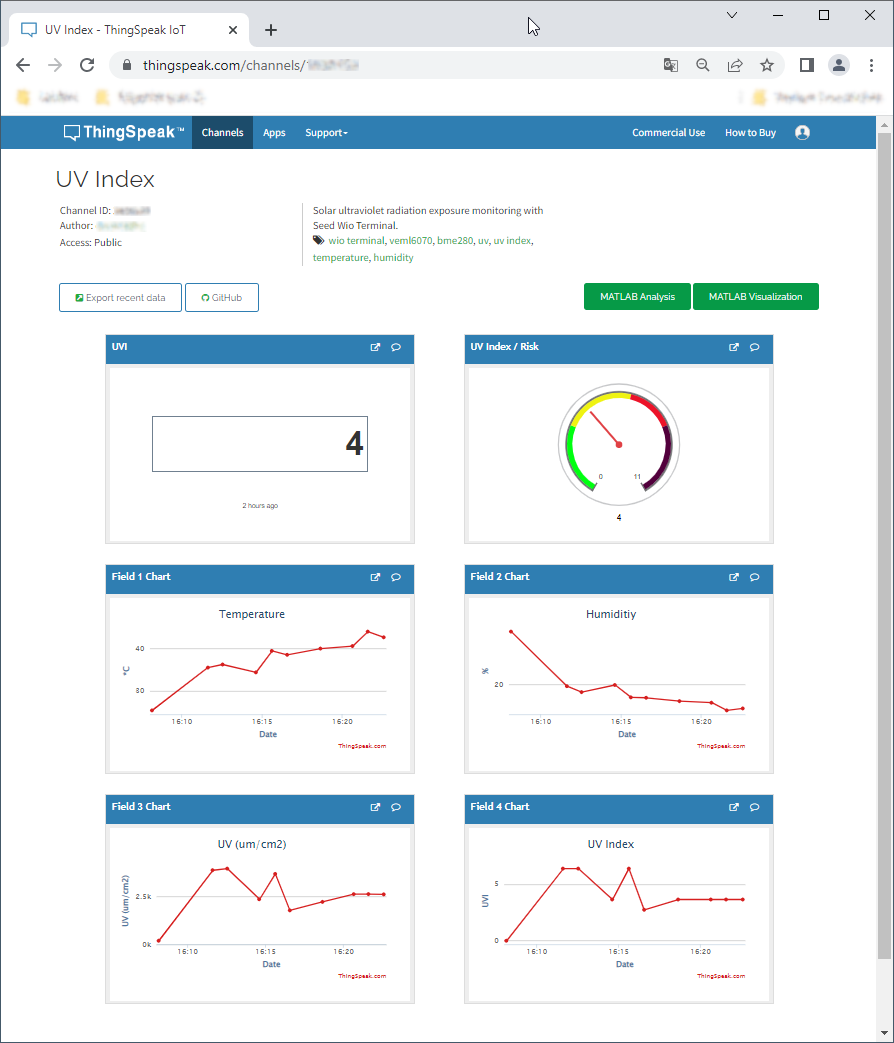 UV Index - ThingSpeak IoT
thingspeak.com/channels/
ThingSpeak™ Channels Apps Support Commercial Use How to Buy
UV Index
Channel ID:
Author:
Access: Public
Solar ultraviolet radiation exposure monitoring with
Seed Wio Terminal.
wio terminal, veml6070, bme280, uv, uv index,
temperature, humidity
Export recent data GitHub MATLAB Analysis MATLAB Visualization
UVI
4
2 hours ago
UV Index / Risk
0 11
4
Field 1 Chart
Temperature
°C
40
30
16:10 16:15 16:20
Date
ThingSpeak.com
Field 2 Chart
Humiditiy
%
20
16:10 16:15 16:20
Date
ThingSpeak.com
Field 3 Chart
UV (um/cm2)
UV (um/cm2)
2.5k
0k
16:10 16:15 16:20
Date
ThingSpeak.com
Field 4 Chart
UV Index
UVI
5
0
16:10 16:15 16:20
Date
ThingSpeak.com